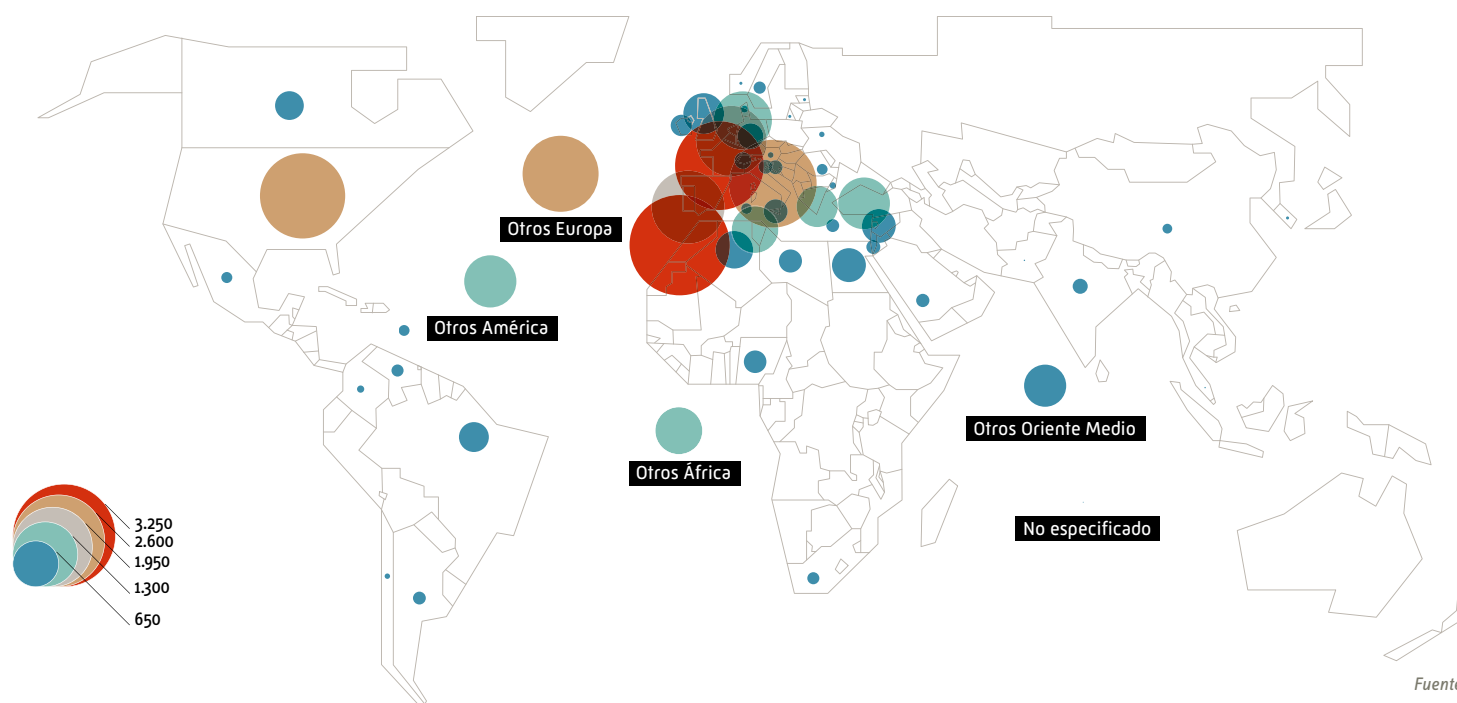 Otros Europa
Otros América
Otros Oriente Medio
Otros África
3.250
2.600
1.950
1.300
650
No especificado
Fuente